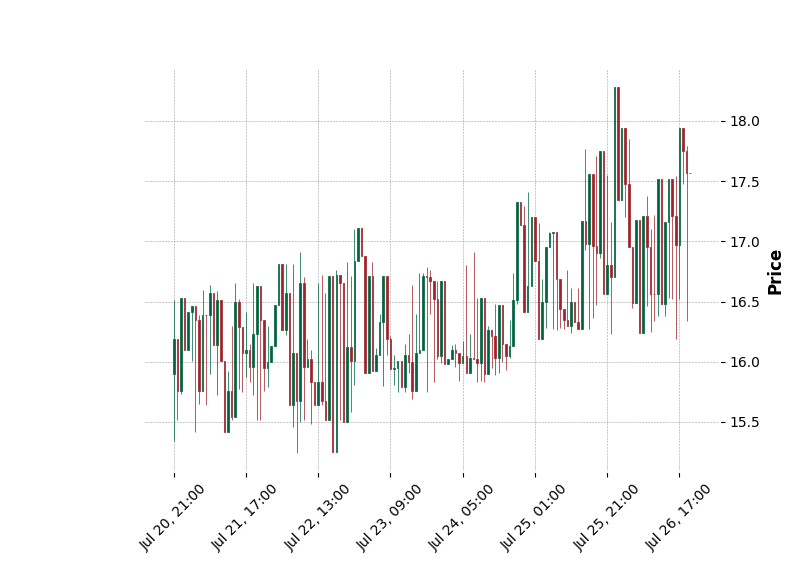 18.0
17.5
17.0
16.5
16.0
15.5
Price
Jul 20, 21:00
Jul 21, 17:00
Jul 22, 13:00
Jul 23, 09:00
Jul 24, 05:00
Jul 25, 01:00
Jul 25, 21:00
Jul 26, 17:00